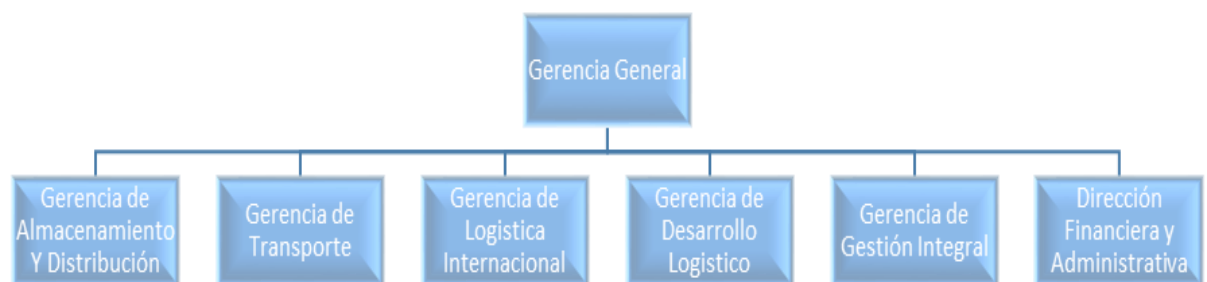 Gerencia General
Gerencia de
Almacenamiento
Y Distribución
Gerencia de
Transporte
Gerencia de
Logistica
Internacional
Gerencia de
Desarrollo
Logistico
Gerencia de
Gestión Integral
Dirección
Financiera y
Administrativa